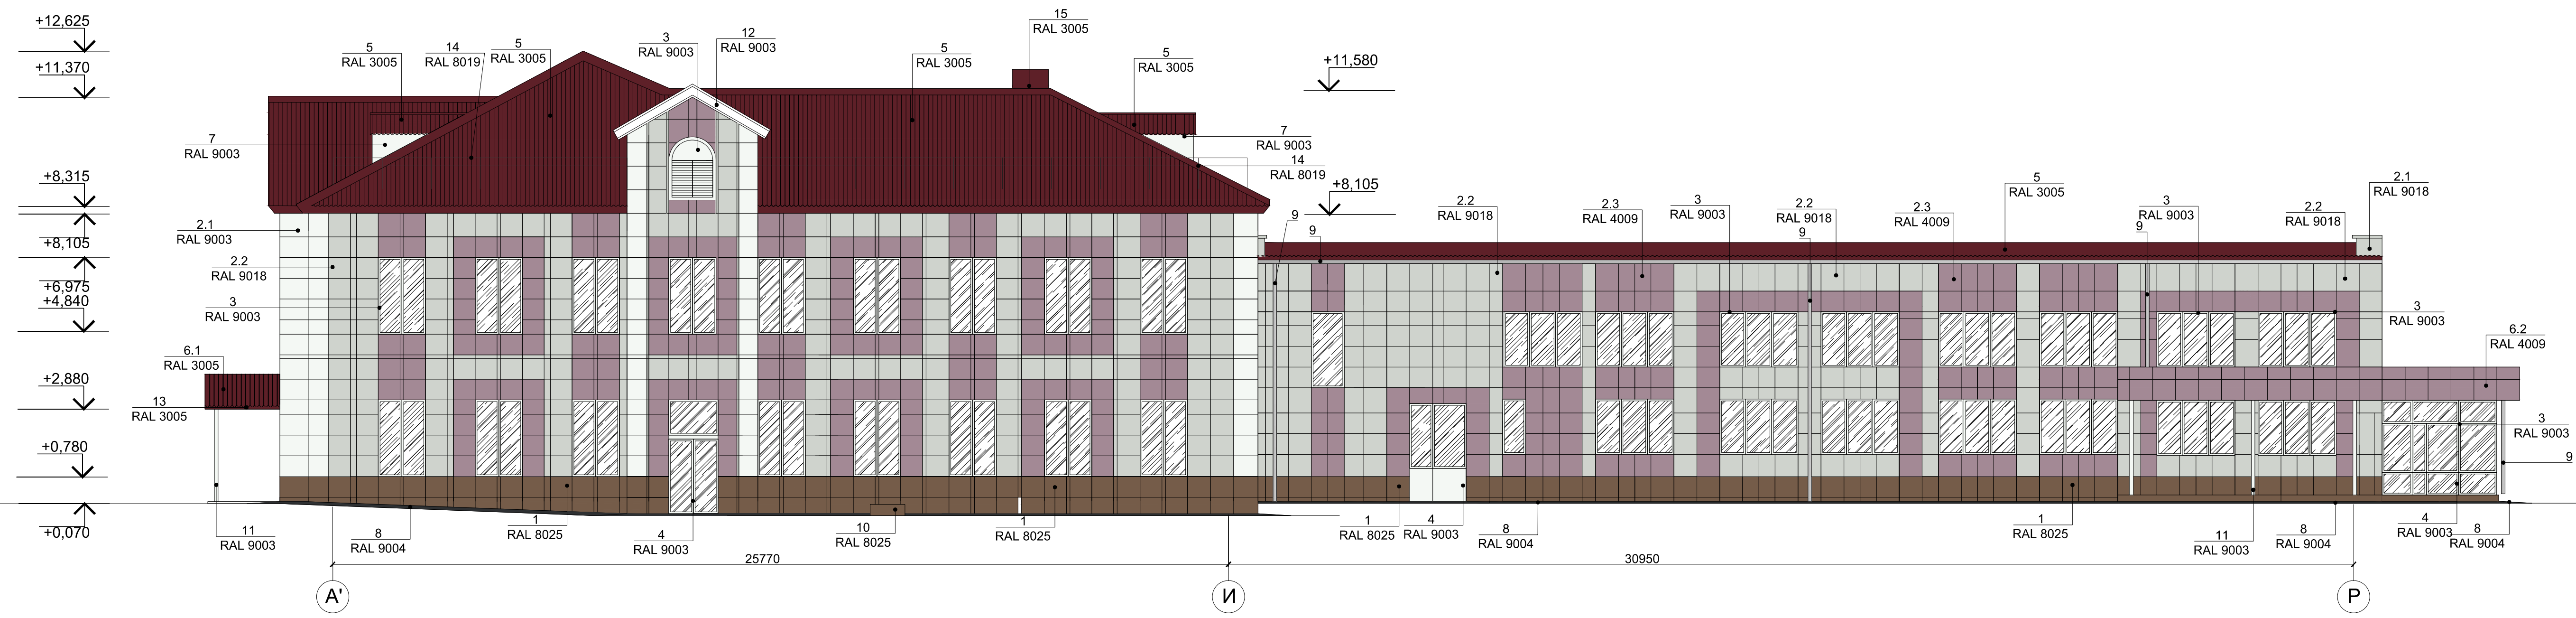 +12,625
+11,370
+8,315
+8,105
+6,975
+4,840
+2,880
+0,780
+0,070
5
RAL 3005
14
RAL 8019
5
RAL 3005
3
RAL 9003
12
RAL 9003
5
RAL 3005
15
RAL 3005
5
RAL 3005
+11,580
7
RAL 9003
7
RAL 9003
14
RAL 8019
+8,105
2.1
RAL 9003
2.2
RAL 9018
3
RAL 9003
6.1
RAL 3005
13
RAL 3005
9
9
2.2
RAL 9018
2.3
RAL 4009
3
RAL 9003
2.2
RAL 9018
9
2.3
RAL 4009
5
RAL 3005
3
RAL 9003
9
2.2
RAL 9018
2.1
RAL 9018
3
RAL 9003
6.2
RAL 4009
3
RAL 9003
9
11
RAL 9003
8
RAL 9004
1
RAL 8025
4
RAL 9003
10
RAL 8025
1
RAL 8025
1
RAL 8025
4
RAL 9003
8
RAL 9004
1
RAL 8025
11
RAL 9003
8
RAL 9004
4
RAL 9003
8
RAL 9004
25770
30950
А'
И
Р